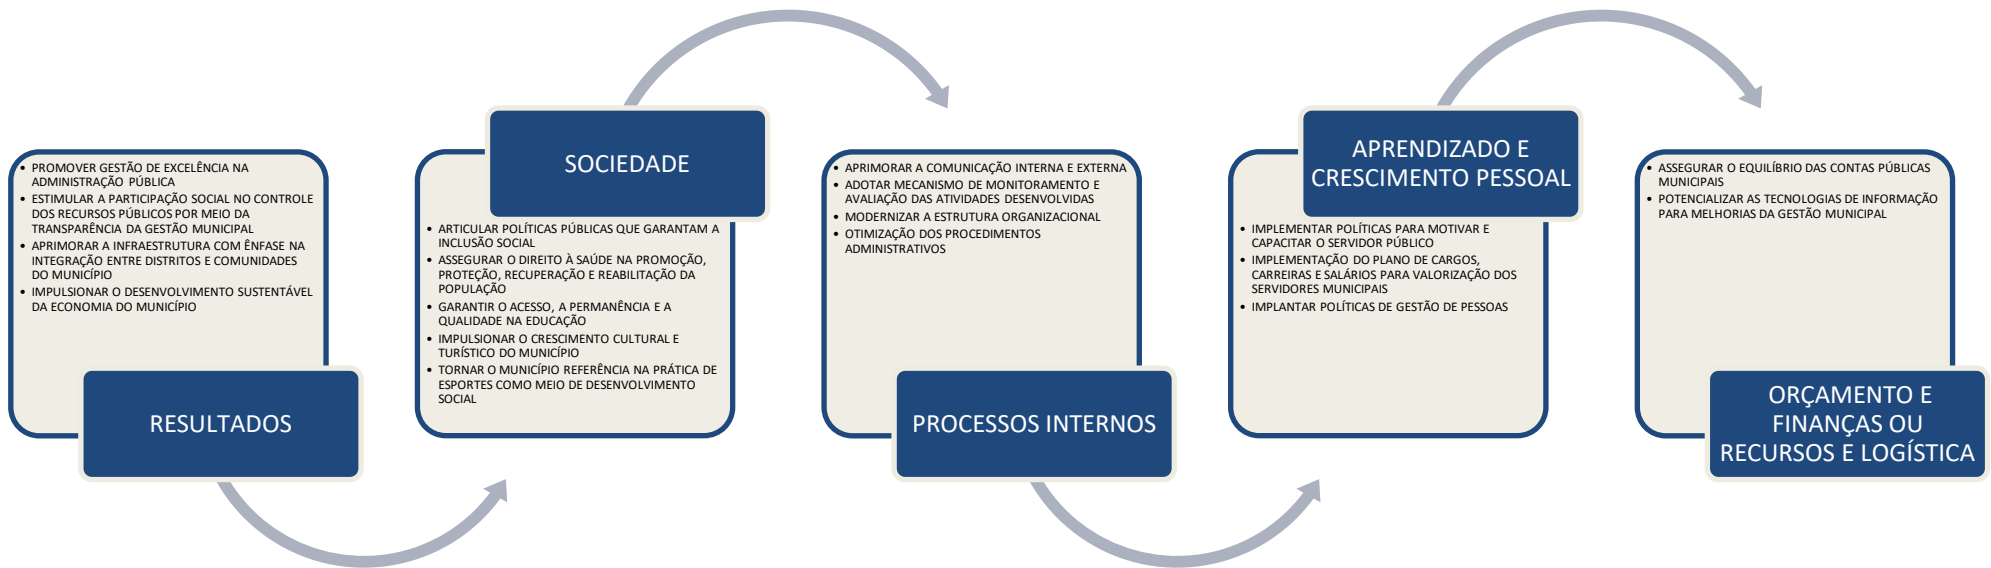 • PROMOVER GESTÃO DE EXCELÊNCIA NA
ADMINISTRAÇÃO PÚBLICA
• ESTIMULAR A PARTICIPAÇÃO SOCIAL NO CONTROLE
DOS RECURSOS PÚBLICOS POR MEIO DA
TRANSPARÊNCIA DA GESTÃO MUNICIPAL
• APRIMORAR A INFRAESTRUTURA COM ÊNFASE NA
INTEGRAÇÃO ENTRE DISTRITOS E COMUNIDADES
DO MUNICÍPIO
• IMPULSIONAR O DESENVOLVIMENTO SUSTENTÁVEL
DA ECONOMIA DO MUNICÍPIO
RESULTADOS
SOCIEDADE
• ARTICULAR POLÍTICAS PÚBLICAS QUE GARANTAM A
INCLUSÃO SOCIAL
• ASSEGURAR O DIREITO À SAÚDE NA PROMOÇÃO,
PROTEÇÃO, RECUPERAÇÃO E REABILITAÇÃO DA
POPULAÇÃO
• GARANTIR O ACESSO, A PERMANÊNCIA E A
QUALIDADE NA EDUCAÇÃO
• IMPULSIONAR O CRESCIMENTO CULTURAL E
TURÍSTICO DO MUNICÍPIO
• TORNAR O MUNICÍPIO REFERÊNCIA NA PRÁTICA DE
ESPORTES COMO MEIO DE DESENVOLVIMENTO
SOCIAL
• APRIMORAR A COMUNICAÇÃO INTERNA E EXTERNA
• ADOTAR MECANISMO DE MONITORAMENTO E
AVALIAÇÃO DAS ATIVIDADES DESENVOLVIDAS
• MODERNIZAR A ESTRUTURA ORGANIZACIONAL
• OTIMIZAÇÃO DOS PROCEDIMENTOS
ADMINISTRATIVOS
PROCESSOS INTERNOS
APRENDIZADO E
CRESCIMENTO PESSOAL
• IMPLEMENTAR POLÍTICAS PARA MOTIVAR E
CAPACITAR O SERVIDOR PÚBLICO
• IMPLEMENTAÇÃO DO PLANO DE CARGOS,
CARREIRAS E SALÁRIOS PARA VALORIZAÇÃO DOS
SERVIDORES MUNICIPAIS
• IMPLANTAR POLÍTICAS DE GESTÃO DE PESSOAS
• ASSEGURAR O EQUILÍBRIO DAS CONTAS PÚBLICAS
MUNICIPAIS
• POTENCIALIZAR AS TECNOLOGIAS DE INFORMAÇÃO
PARA MELHORIAS DA GESTÃO MUNICIPAL
ORÇAMENTO E
FINANÇAS OU
RECURSOS E LOGÍSTICA